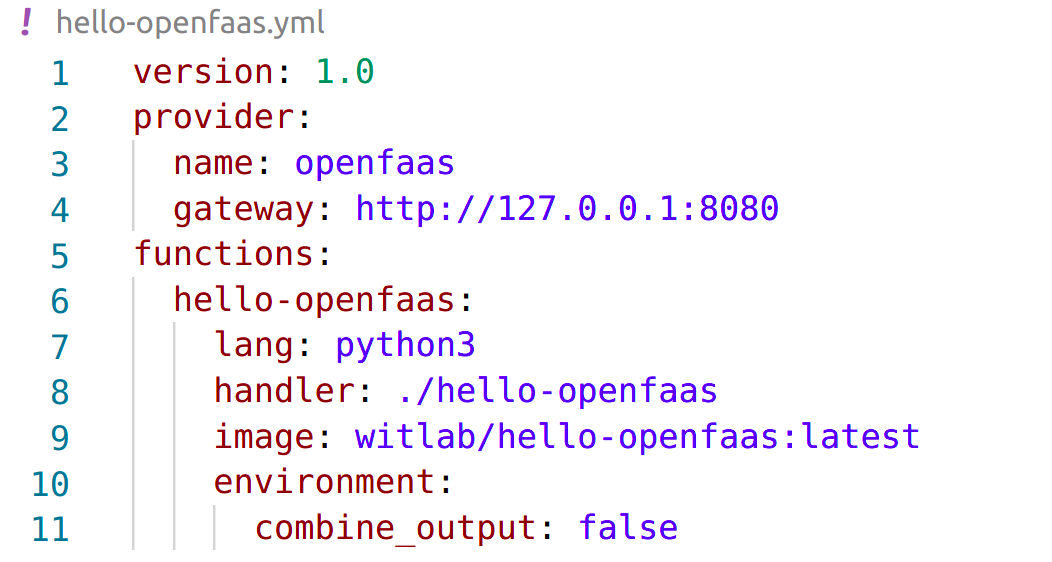 ! hello-openfaas.yml
1 version: 1.0
2 provider:
3   name: openfaas
4   gateway: http://127.0.0.1:8080
5 functions:
6   hello-openfaas:
7     lang: python3
8     handler: ./hello-openfaas
9     image: witlab/hello-openfaas:latest
10     environment:
11       combine_output: false